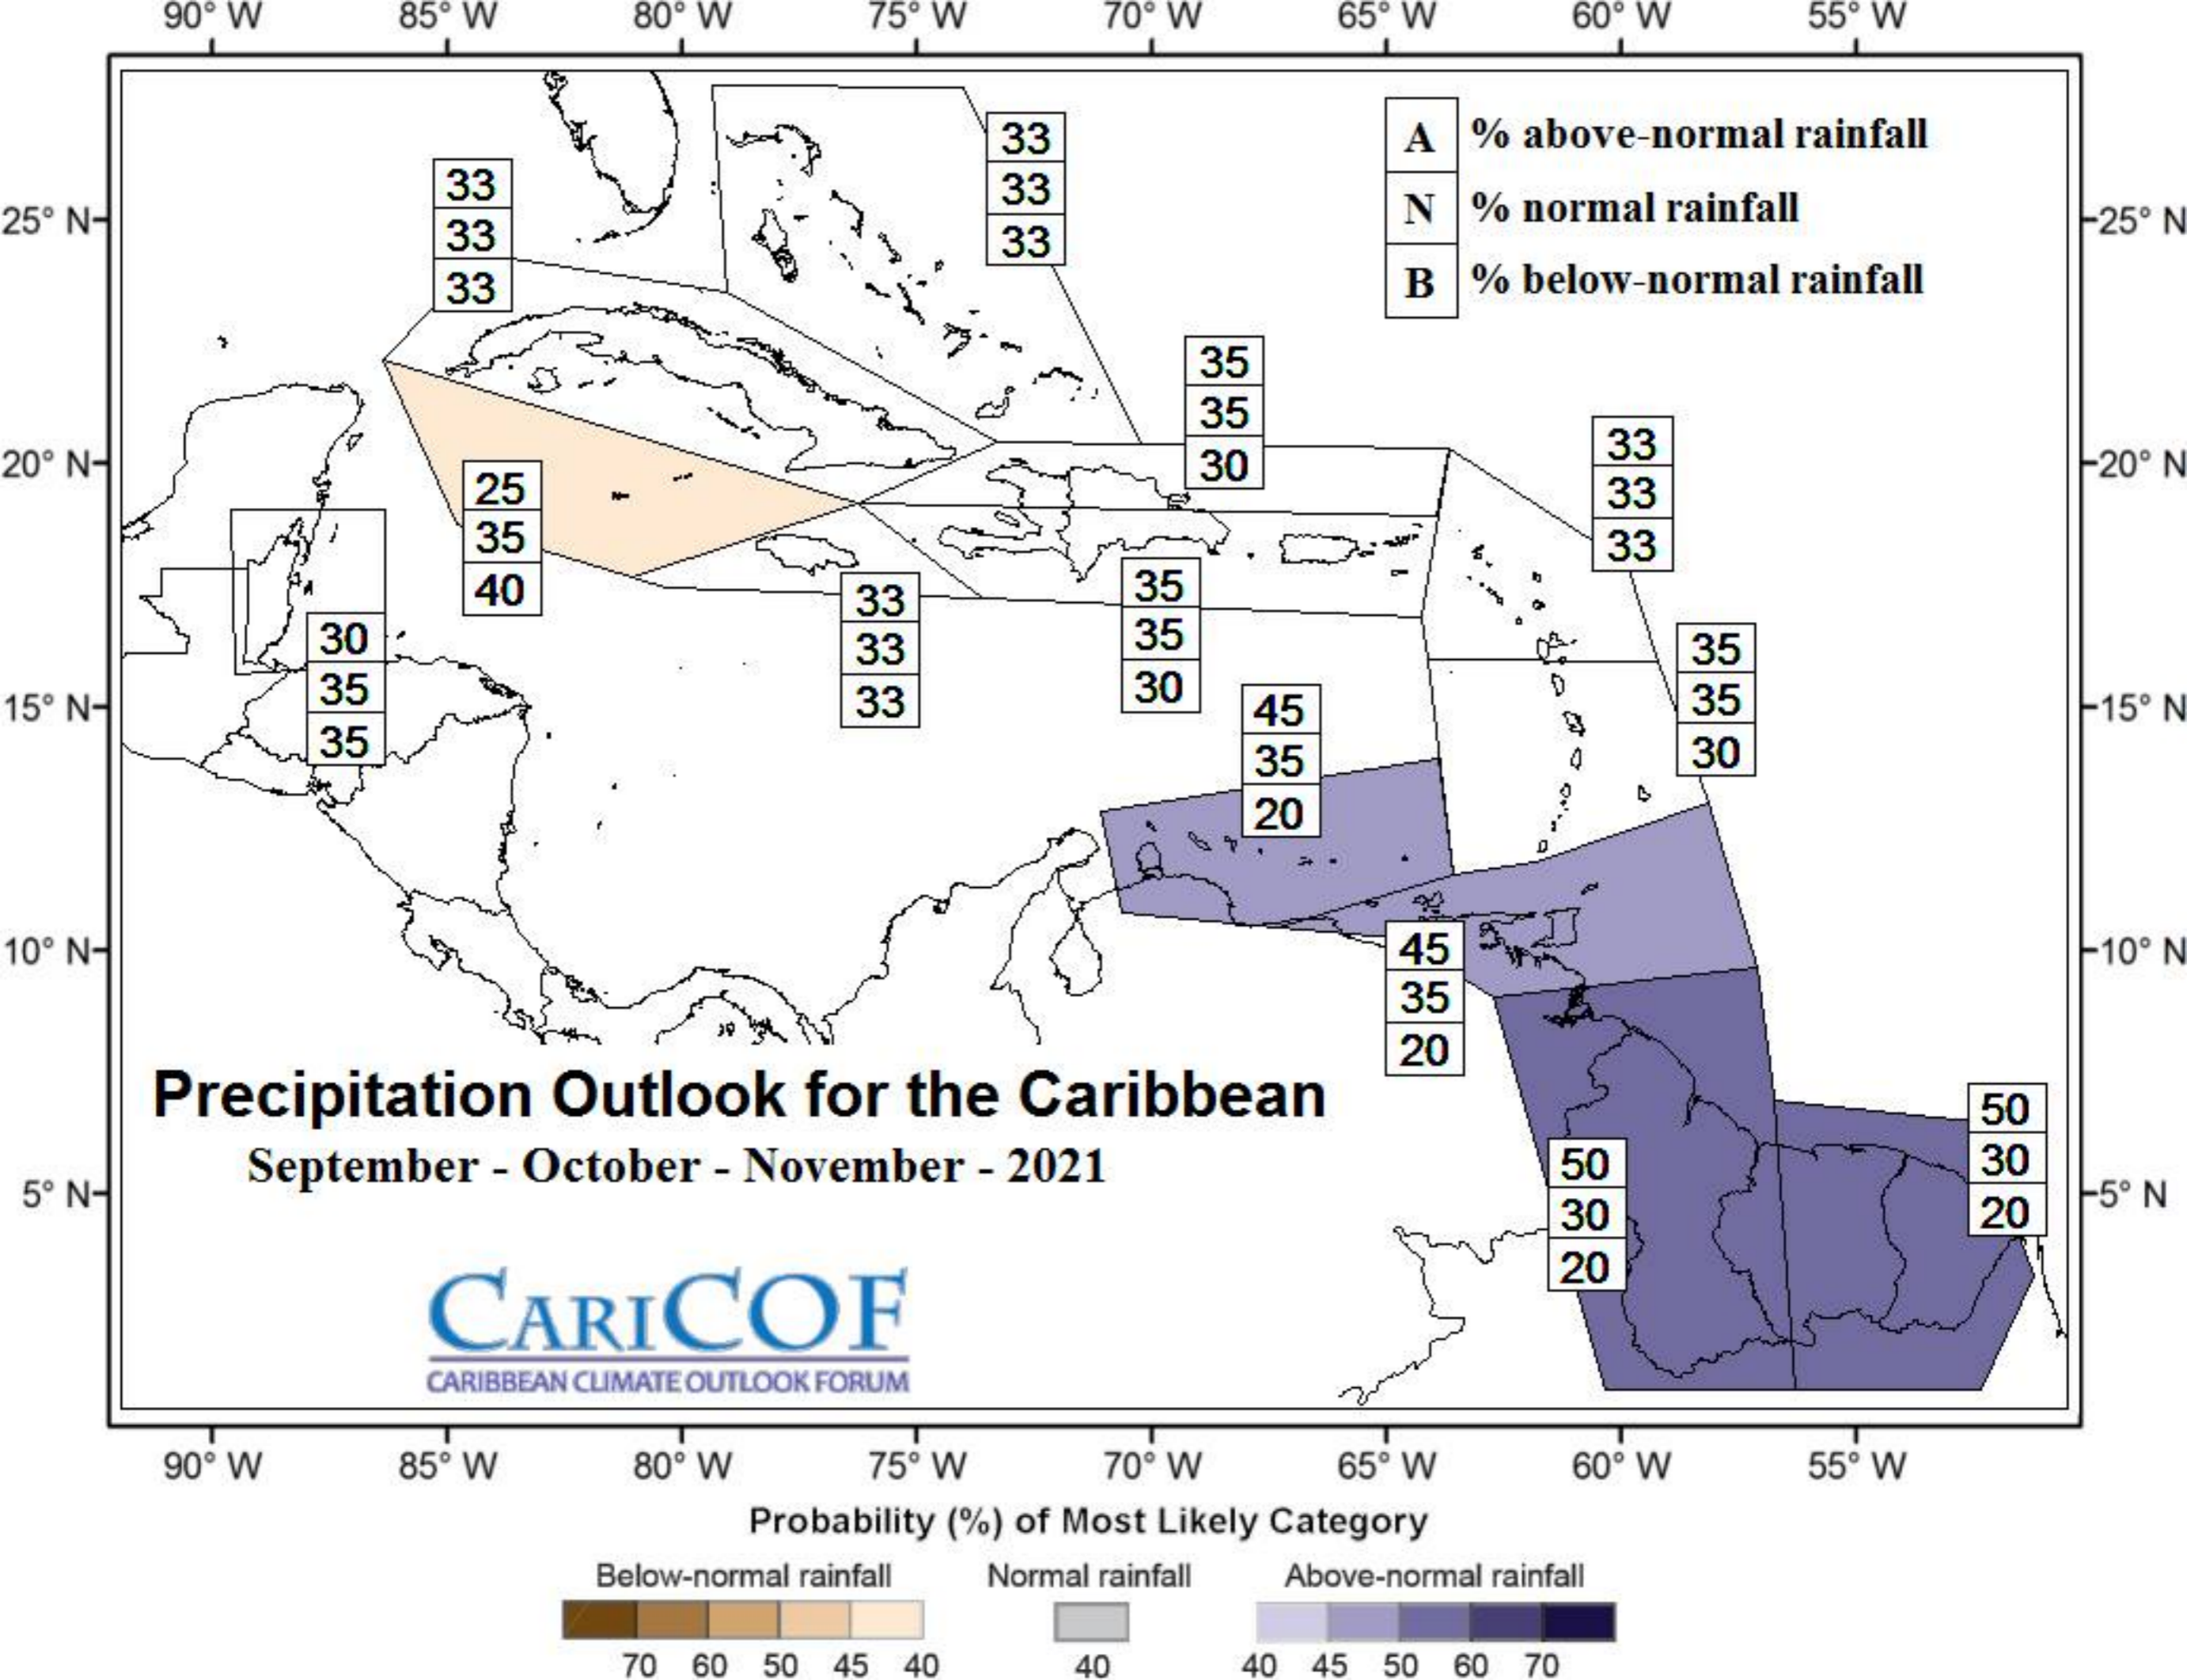 90° W 85° W 80° W 75° W 70° W 65° W 60° W 55° W
25° N
20° N
15° N
10° N
5° N
25° N
20° N
15° N
10° N
5° N
A % above-normal rainfall
N % normal rainfall
B % below-normal rainfall
33
33
33
33
33
33
35
35
30
33
33
33
25
35
40
30
35
35
33
33
33
35
35
30
35
35
30
45
35
20
45
35
20
50
30
20
50
30
20
Precipitation Outlook for the Caribbean
September - October - November - 2021
CARICOF
CARIBBEAN CLIMATE OUTLOOK FORUM
90° W 85° W 80° W 75° W 70° W 65° W 60° W 55° W
Probability (%) of Most Likely Category
Below-normal rainfall Normal rainfall Above-normal rainfall
70 60 50 45 40 40 40 45 50 60 70